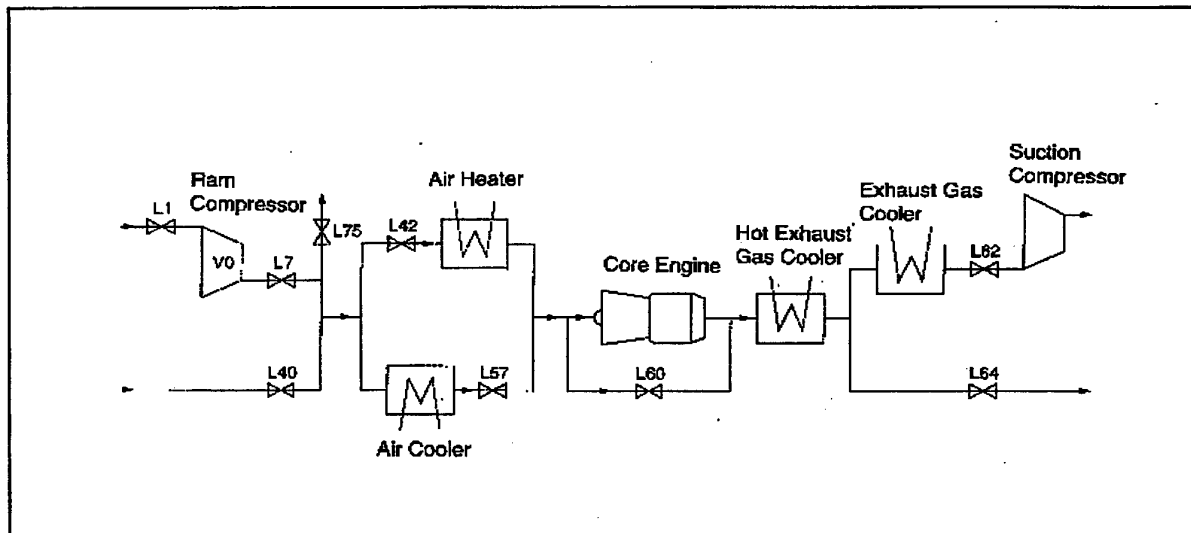 L1
Ram
Compressor
V0
L7
L75
L40
L42
Air Heater
Air Cooler
L57
Core Engine
L60
Hot Exhaust
Gas Cooler
Exhaust Gas
Cooler
L62
Suction
Compressor
L64